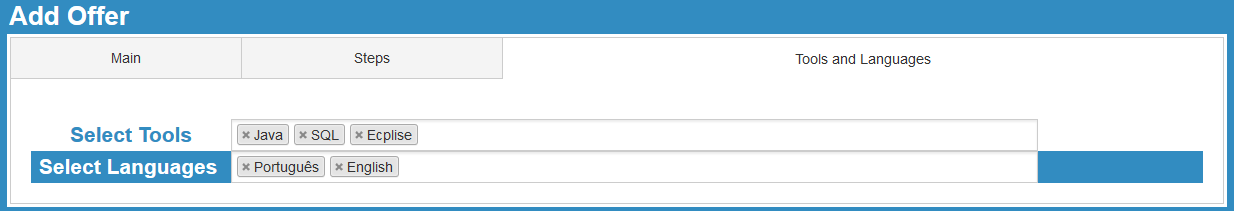 Add Offer
Main Steps Tools and Languages
Select Tools × Java × SQL × Ecplise
Select Languages × Português × English